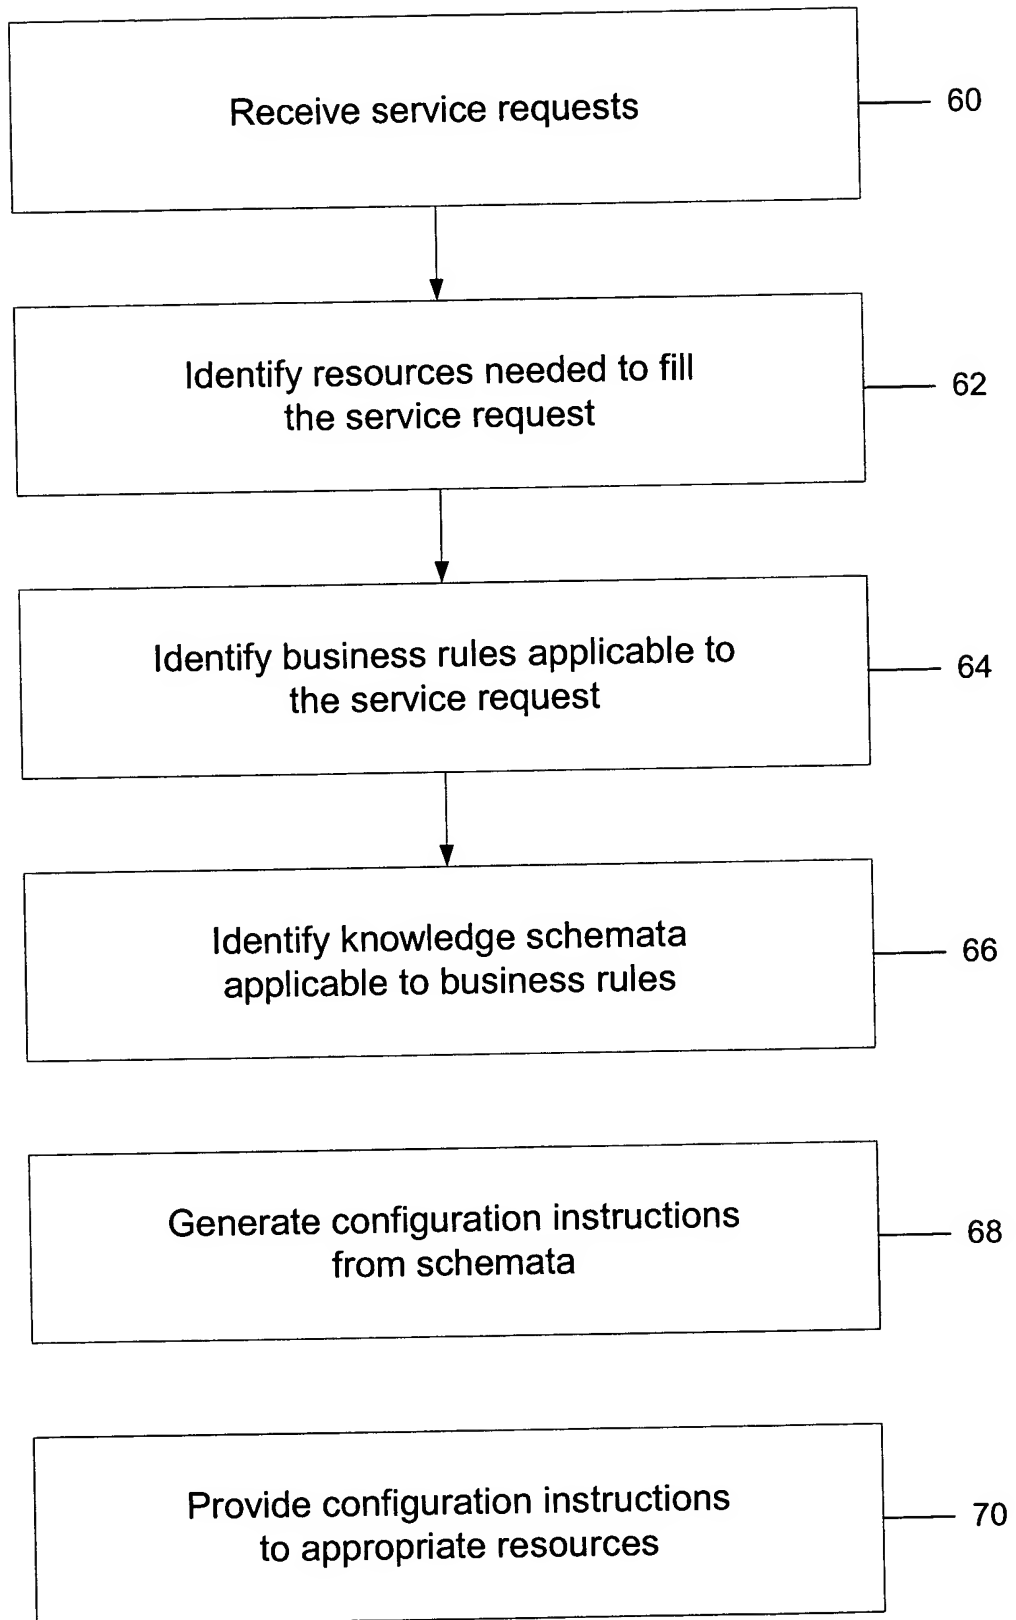 Receive service requests
60
Identify resources needed to fill
the service request
62
Identify business rules applicable to
the service request
64
Identify knowledge schemata
applicable to business rules
66
Generate configuration instructions
from schemata
68
Provide configuration instructions
to appropriate resources
70